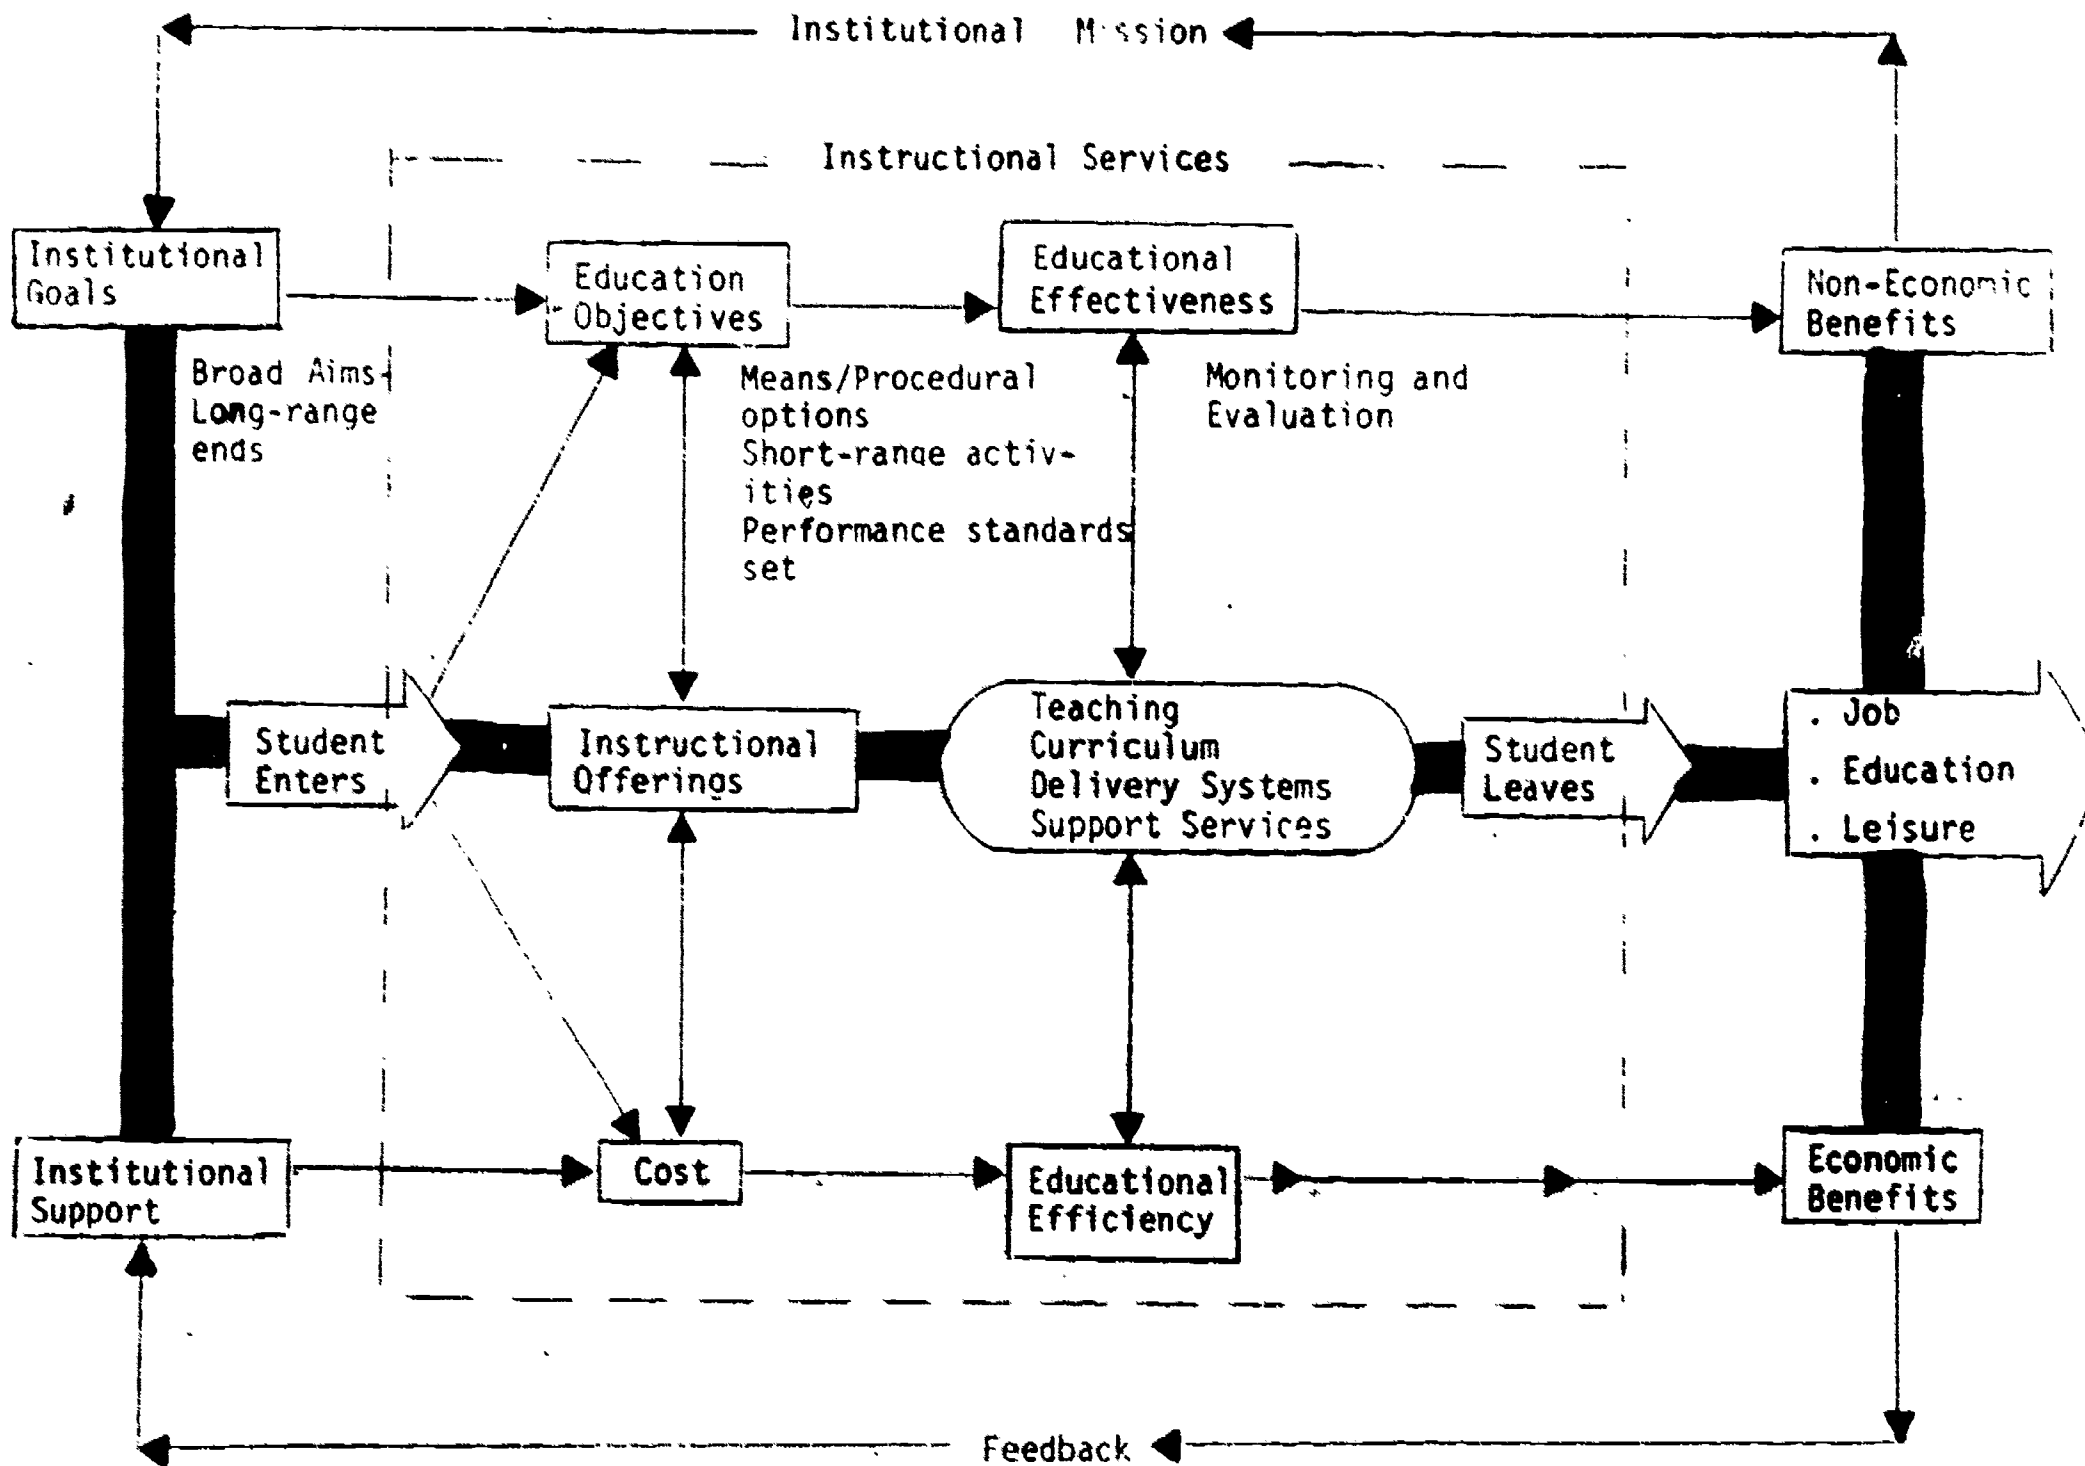 Institutional Mission
Instructional Services
Institutional
Goals
Education
Objectives
Educational
Effectiveness
Non-Economic
Benefits
Broad Aims-
Long-range
ends
Means/Procedural
options
Short-range activ-
ities
Performance standards
set
Monitoring and
Evaluation
Student
Enters
Instructional
Offerings
Teaching
Curriculum
Delivery Systems
Support Services
Student
Leaves
. Job
. Education
. Leisure
Institutional
Support
Cost
Educational
Efficiency
Economic
Benefits
Feedback